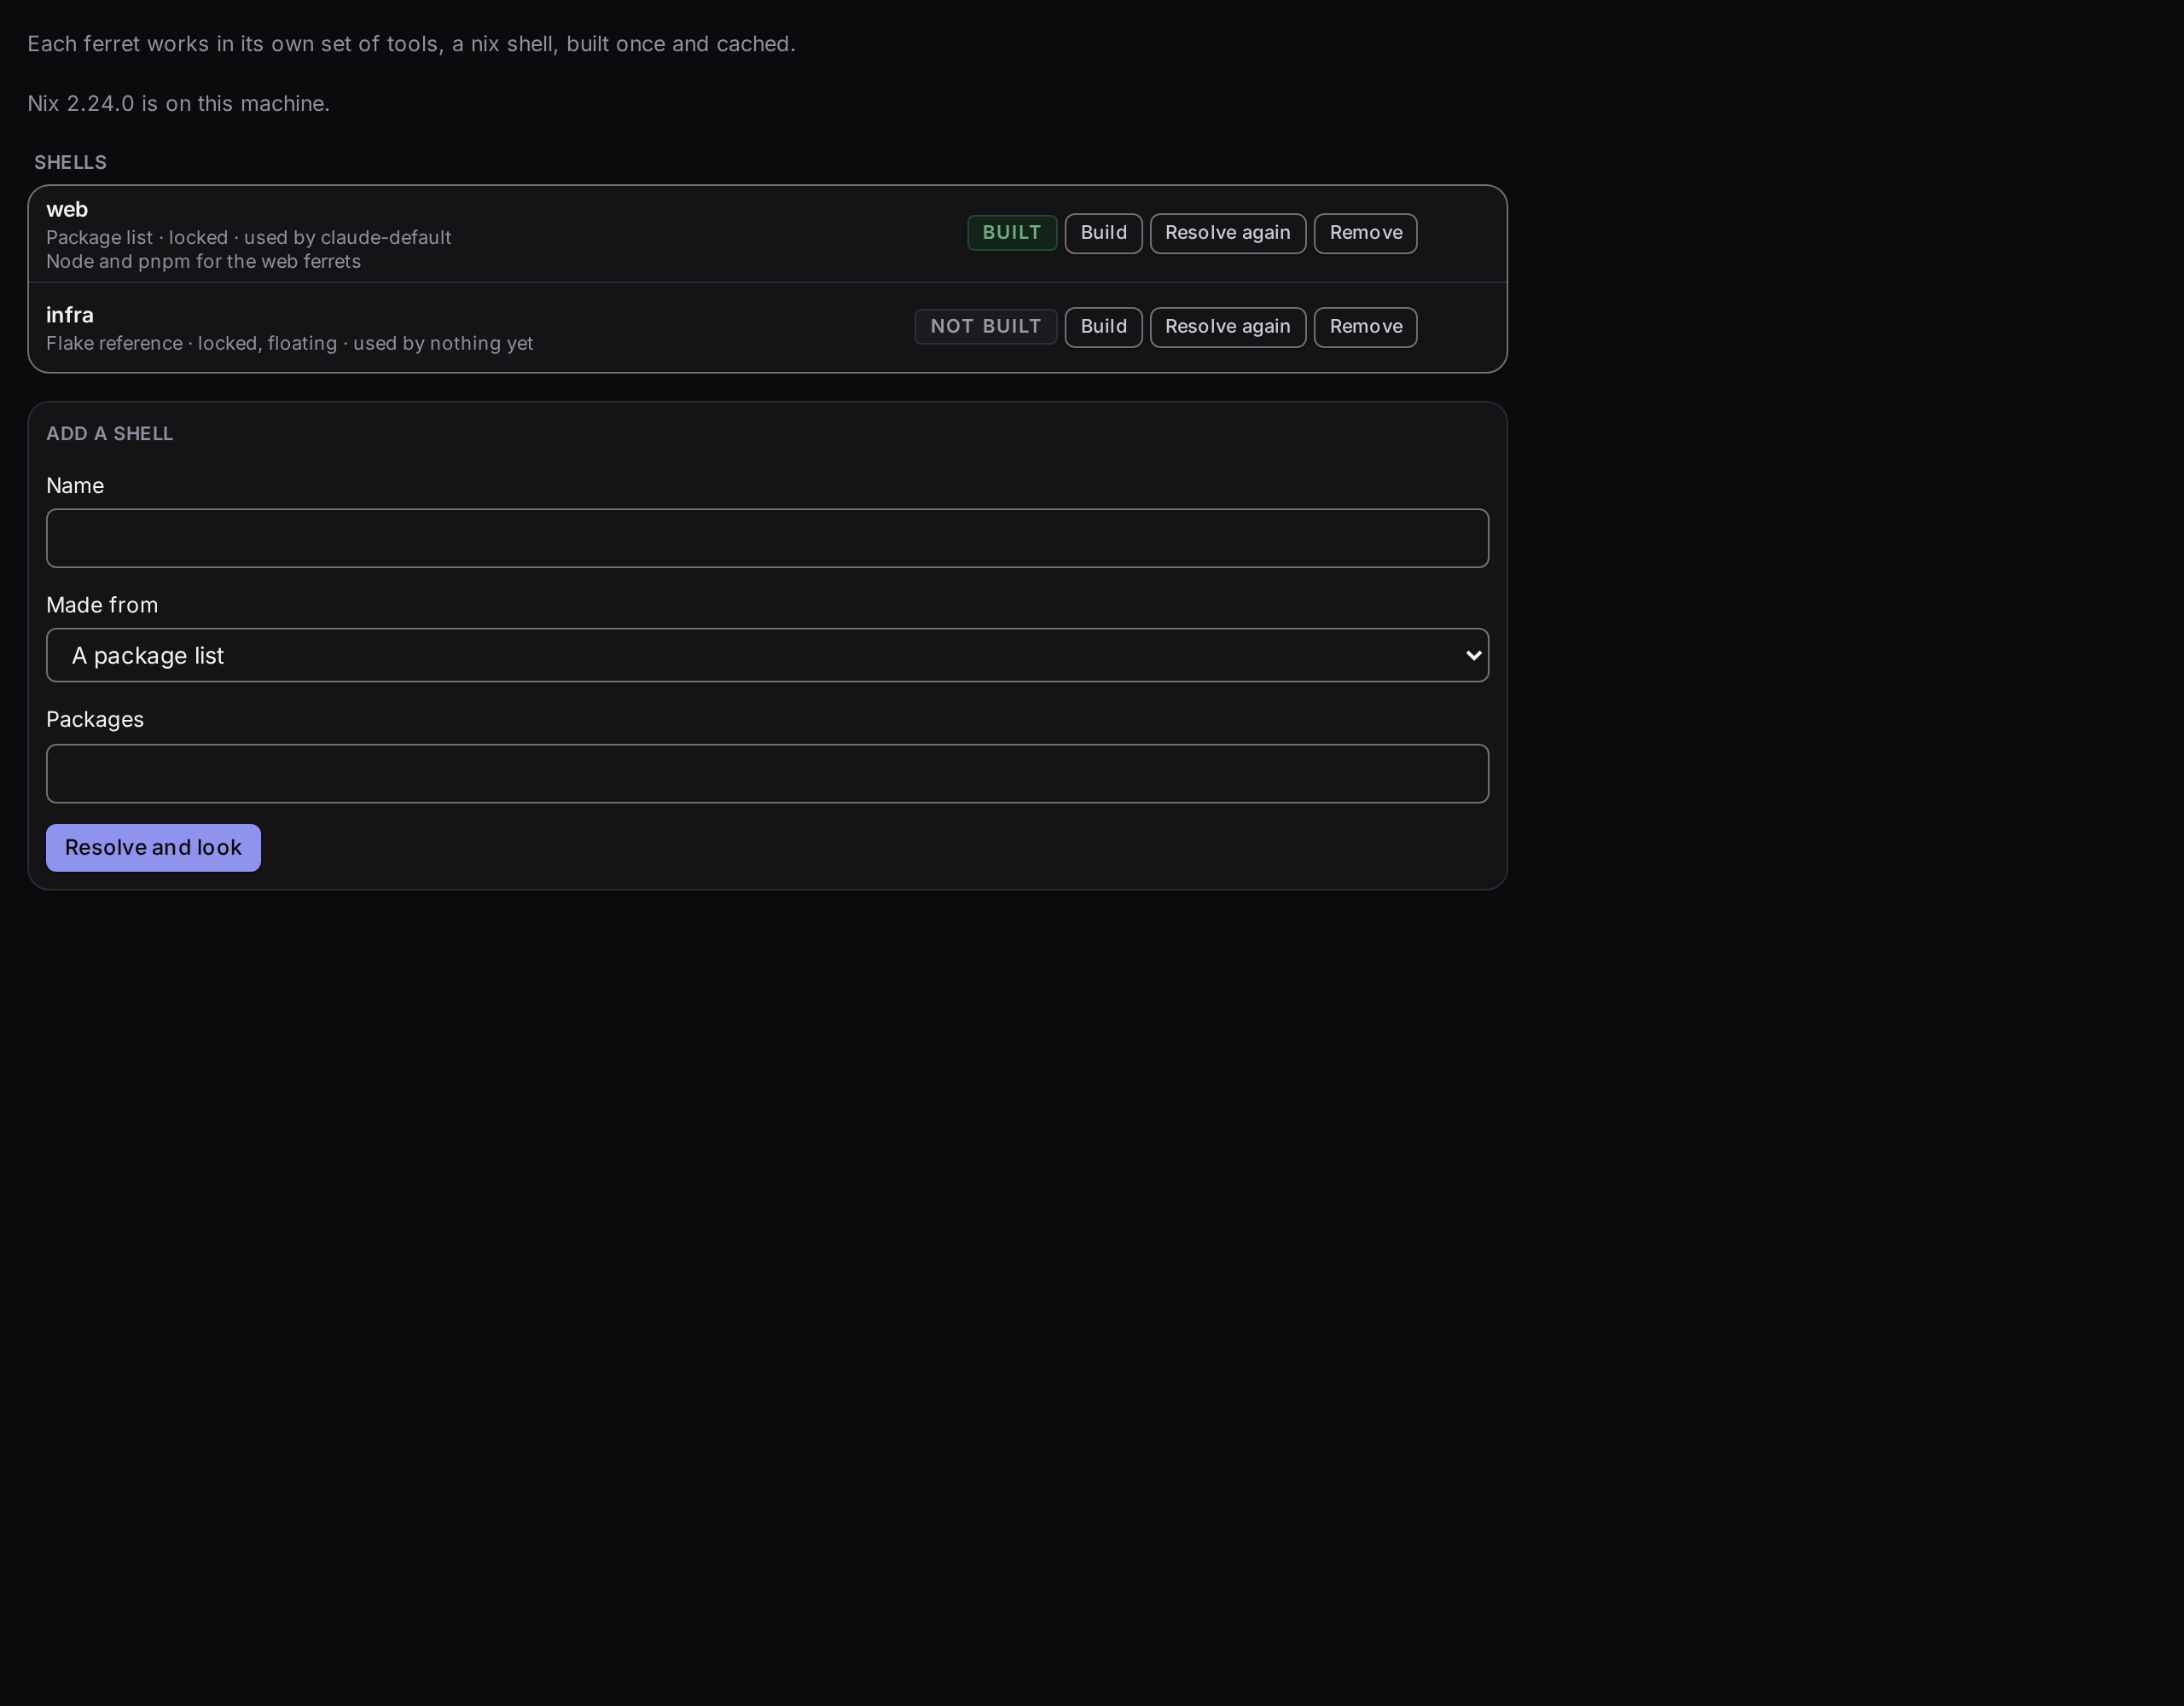 Each ferret works in its own set of tools, a nix shell, built once and cached.
Nix 2.24.0 is on this machine.
SHELLS
web
Package list · locked · used by claude-default
Node and pnpm for the web ferrets
BUILT
Build
Resolve again
Remove
infra
Flake reference · locked, floating · used by nothing yet
NOT BUILT
Build
Resolve again
Remove
ADD A SHELL
Name
Made from
A package list
Packages
Resolve and look